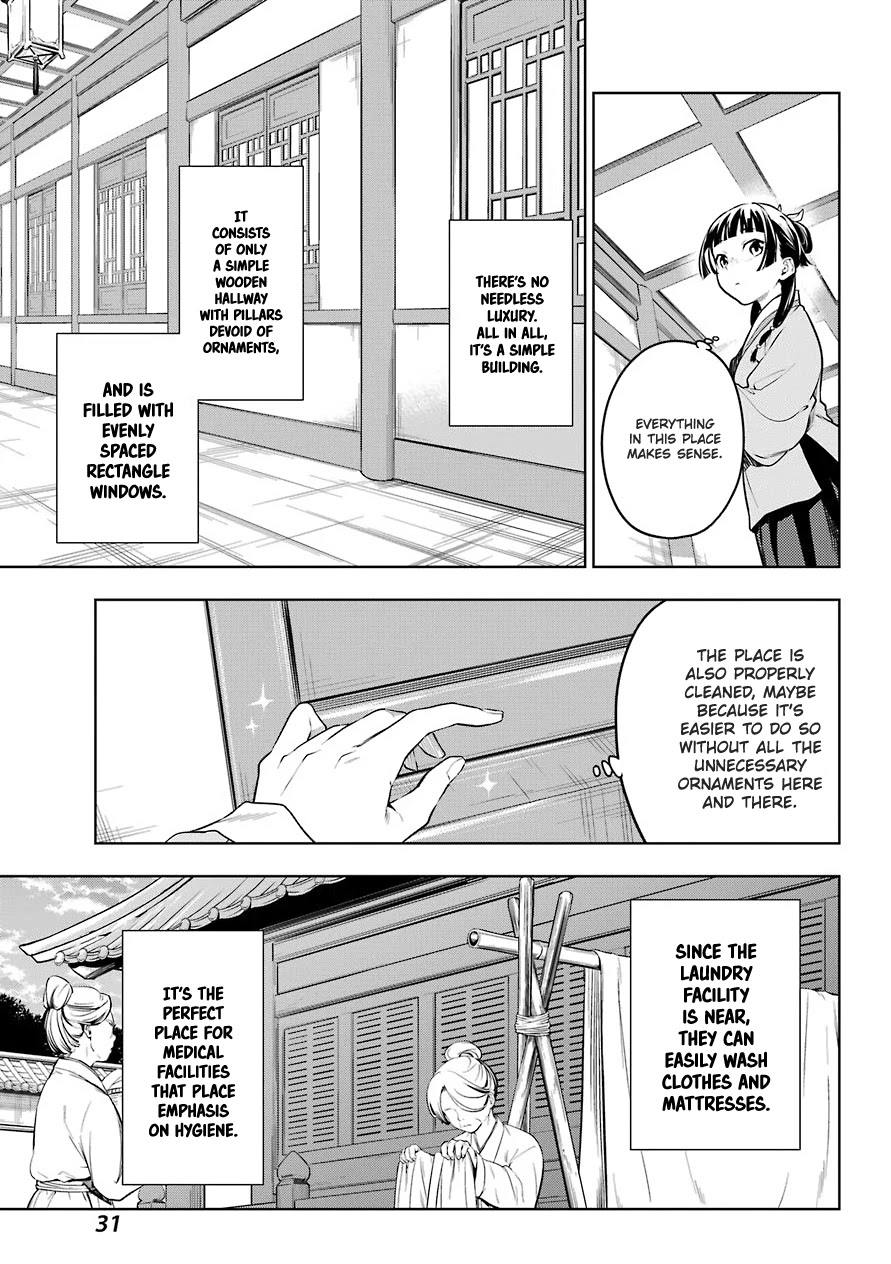 EVERYTHING
IN THIS PLACE
MAKES SENSE.
THERE'S NO
NEEDLESS
LUXURY.
ALL IN ALL,
IT'S A SIMPLE
BUILDING.
IT
CONSISTS
OF ONLY
A SIMPLE
WOODEN
HALLWAY
WITH PILLARS
DEVOID OF
ORNAMENTS,
AND IS
FILLED WITH
EVENLY
SPACED
RECTANGLE
WINDOWS.
THE PLACE IS
ALSO PROPERLY
CLEANED, MAYBE
BECAUSE IT'S
EASIER TO DO SO
WITHOUT ALL THE
UNNECESSARY
ORNAMENTS HERE
AND THERE.
SINCE THE
LAUNDRY
FACILITY
IS NEAR,
THEY CAN
EASILY WASH
CLOTHES AND
MATTRESSES.
IT'S THE
PERFECT
PLACE FOR
MEDICAL
FACILITIES
THAT PLACE
EMPHASIS
ON HYGIENE.
31